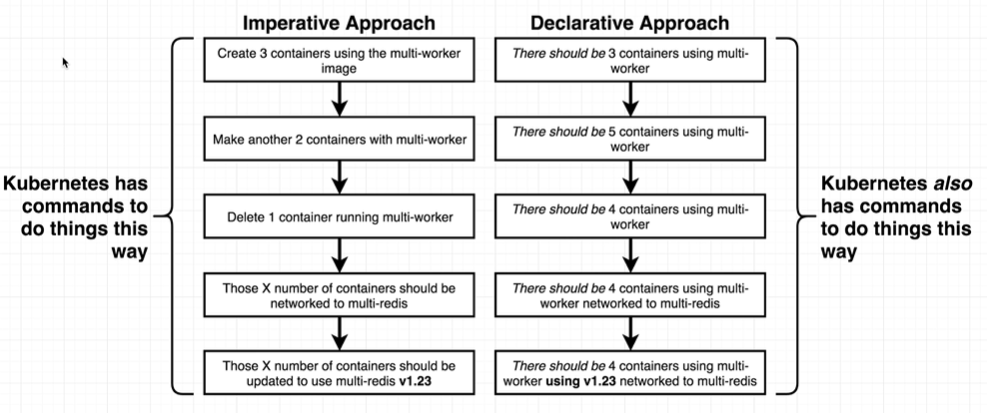 Imperative Approach
Declarative Approach
Create 3 containers using the multi-worker
image
There should be 3 containers using multi-
worker
Make another 2 containers with multi-worker
There should be 5 containers using multi-
worker
Kubernetes has
commands to
do things this
way
Delete 1 container running multi-worker
There should be 4 containers using multi-
worker
Kubernetes also
has commands
to do things this
way
Those X number of containers should be
networked to multi-redis
There should be 4 containers using multi-
worker networked to multi-redis
Those X number of containers should be
updated to use multi-redis v1.23
There should be 4 containers using multi-
worker using v1.23 networked to multi-redis